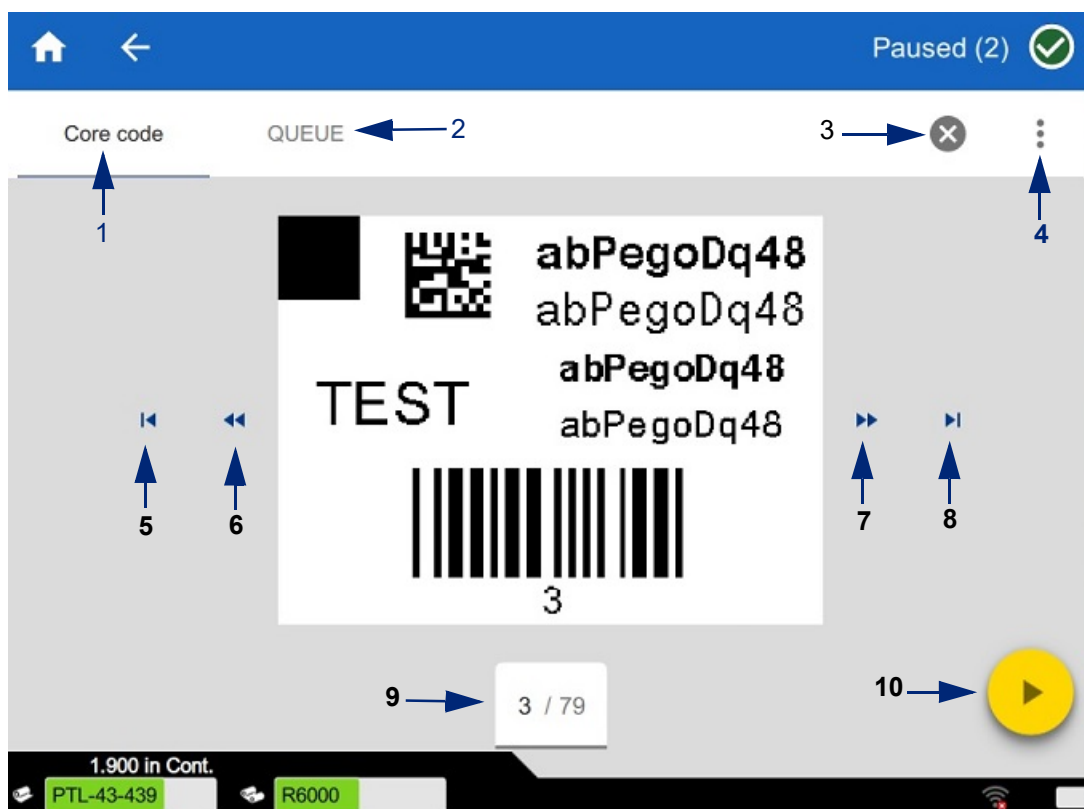 Paused (2)
Core code
QUEUE
2
3
1
4
abPegoDq48
abPegoDq48
abPegoDq48
TEST
abPegoDq48
5
6
7
8
3
9
3 / 79
10
1.900 in Cont.
PTL-43-439
R6000